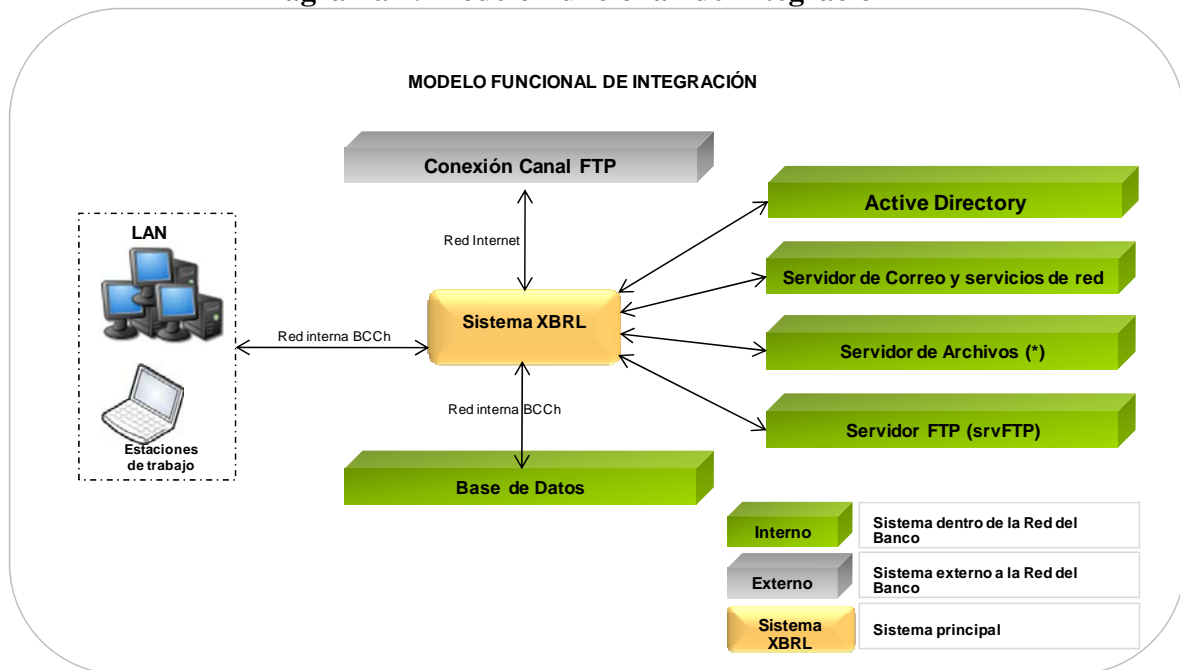 MODELO FUNCIONAL DE INTEGRACIÓN
Conexión Canal FTP
Active Directory
LAN
Red Internet
Servidor de Correo y servicios de red
Sistema XBRL
Red interna BCCh
Servidor de Archivos (*)
Red interna BCCh
Servidor FTP (srvFTP)
Estaciones
de trabajo
Base de Datos
Interno
Sistema dentro de la Red del
Banco
Externo
Sistema externo a la Red del
Banco
Sistema
XBRL
Sistema principal